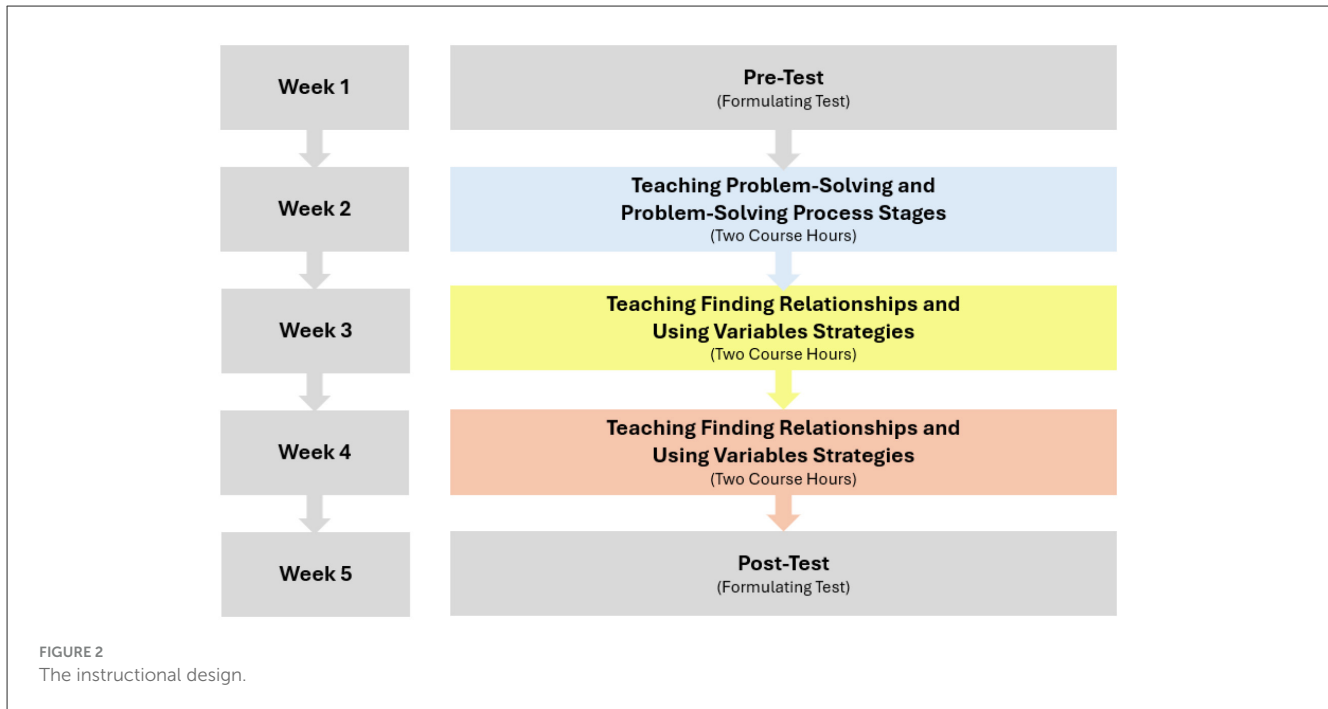 Week 1
Pre-Test
(Formulating Test)
Week 2
Teaching Problem-Solving and
Problem-Solving Process Stages
(Two Course Hours)
Week 3
Teaching Finding Relationships and
Using Variables Strategies
(Two Course Hours)
Week 4
Teaching Finding Relationships and
Using Variables Strategies
(Two Course Hours)
Week 5
Post-Test
(Formulating Test)
FIGURE 2
The instructional design.